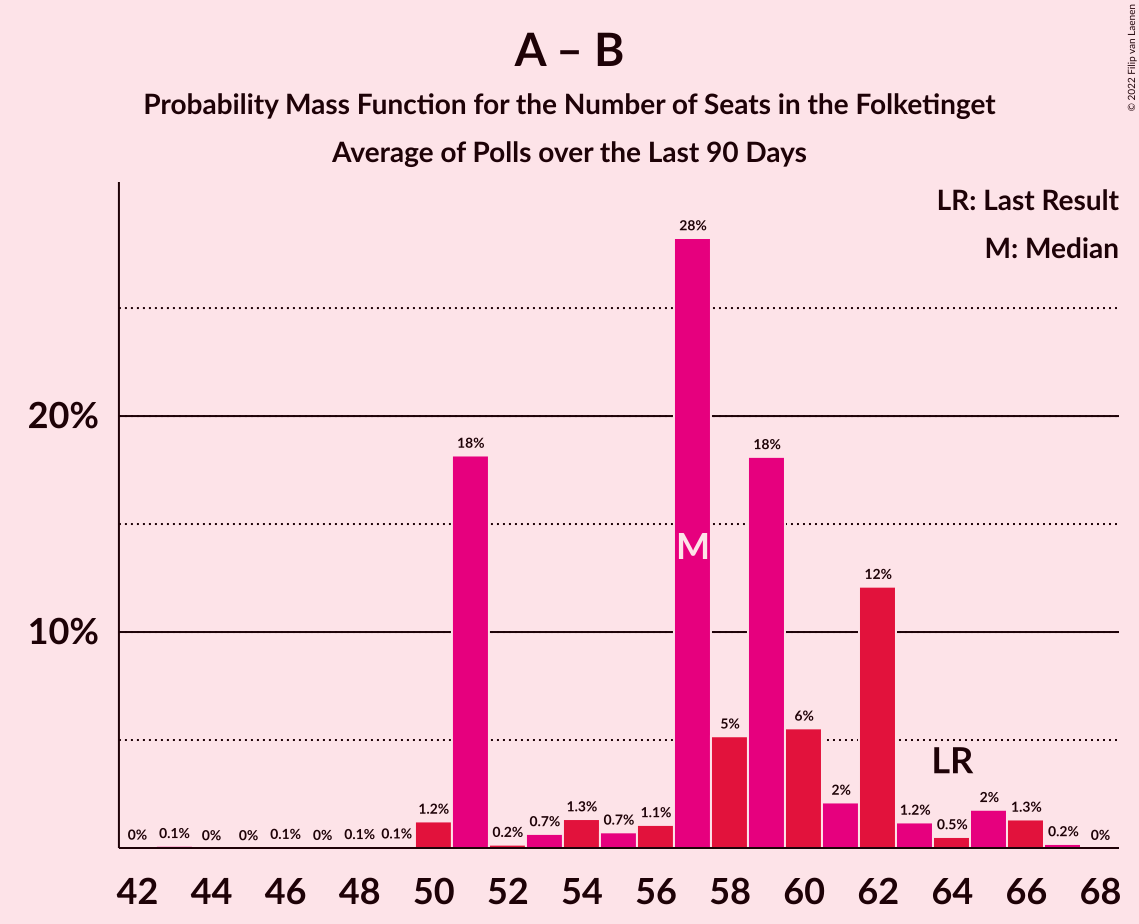 A – B
Probability Mass Function for the Number of Seats in the Folketinget
Average of Polls over the Last 90 Days
© 2022 Filip van Laenen
LR: Last Result
M: Median
20%
10%
0% 0.1% 0% 0% 0.1% 0% 0.1% 0.1% 1.2% 18% 0.2% 0.7% 1.3% 0.7% 1.1% 28% 5% 18% 6% 2% 12% 1.2% 0.5% 2% 1.3% 0.2% 0%
M
LR
42 44 46 48 50 52 54 56 58 60 62 64 66 68